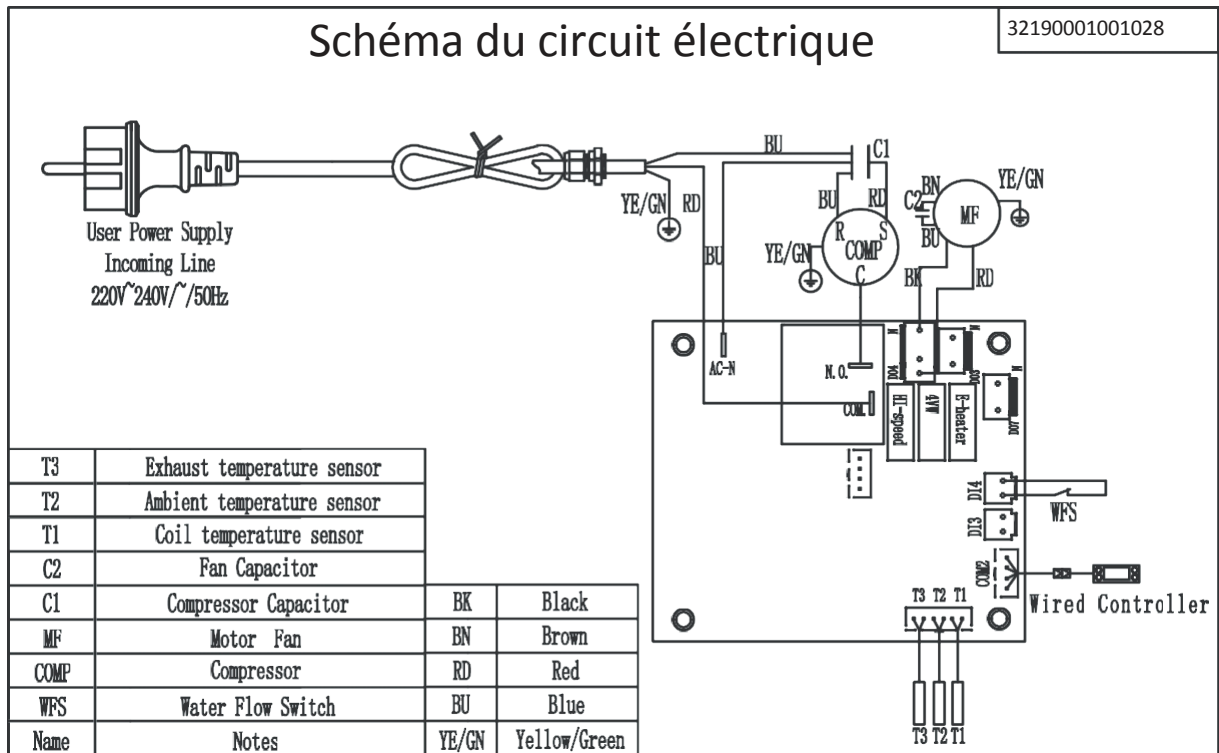 Schéma du circuit électrique
32190001001028
BU
C1
BU
RD
BN
C2
YE/GN
MF
BU
YE/GN
RD
R
S
COMP
C
YE/GN
BU
BK
RD
User Power Supply
Incoming Line
220V~240V/~/50Hz
AC-N
N.O.
COM.
N
DO4
N
DO3
N
DO7
HI-speed
4VW
E-heater
DI4
WFS
DI3
COM2
Wired Controller
T3 T2 T1
T3 T2 T1
T3 Exhaust temperature sensor
T2 Ambient temperature sensor
T1 Coil temperature sensor
C2 Fan Capacitor
C1 Compressor Capacitor BK Black
MF Motor Fan BN Brown
COMP Compressor RD Red
WFS Water Flow Switch BU Blue
Name Notes YE/GN Yellow/Green